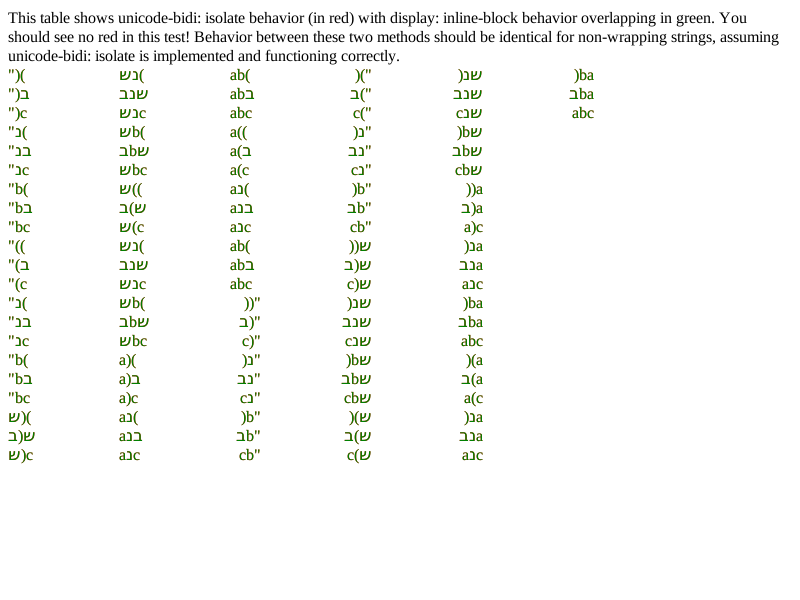 This table shows unicode-bidi: isolate behavior (in red) with display: inline-block behavior overlapping in green. You
should see no red in this test! Behavior between these two methods should be identical for non-wrapping strings, assuming
unicode-bidi: isolate is implemented and functioning correctly.
")( נש( ab( )(" )שנ )ba
")ב שנב abב ב(" שנב בba
")c נשc abc c(" cשנ abc
"נ( שb( a(( )נ" )bש
"נב שbב a(ב נב" שbב
"נc שbc a(c cנ" cbש
"b( ש(( aנ( )b" ))a
"bב ש(ב aנב בb" ב)a
"bc ש(c aנc cb" a)c
"(( נש( ab( ))ש )נa
"(ב שנב abב ש(ב נבa
"(c נשc abc c)ש aנc
"נ( שb( ))" )שנ )ba
"נב שbב ב)" שנב בba
"נc שbc c)" cשנ abc
"b( a)( )נ" )bש )(a
"bב a)ב נב" שbב ב(a
"bc a)c cנ" cbש a(c
ש)( aנ( )b" )(ש )נa
ש(ב aנב בb" ש(ב נבa
ש)c aנc cb" c(ש aנc